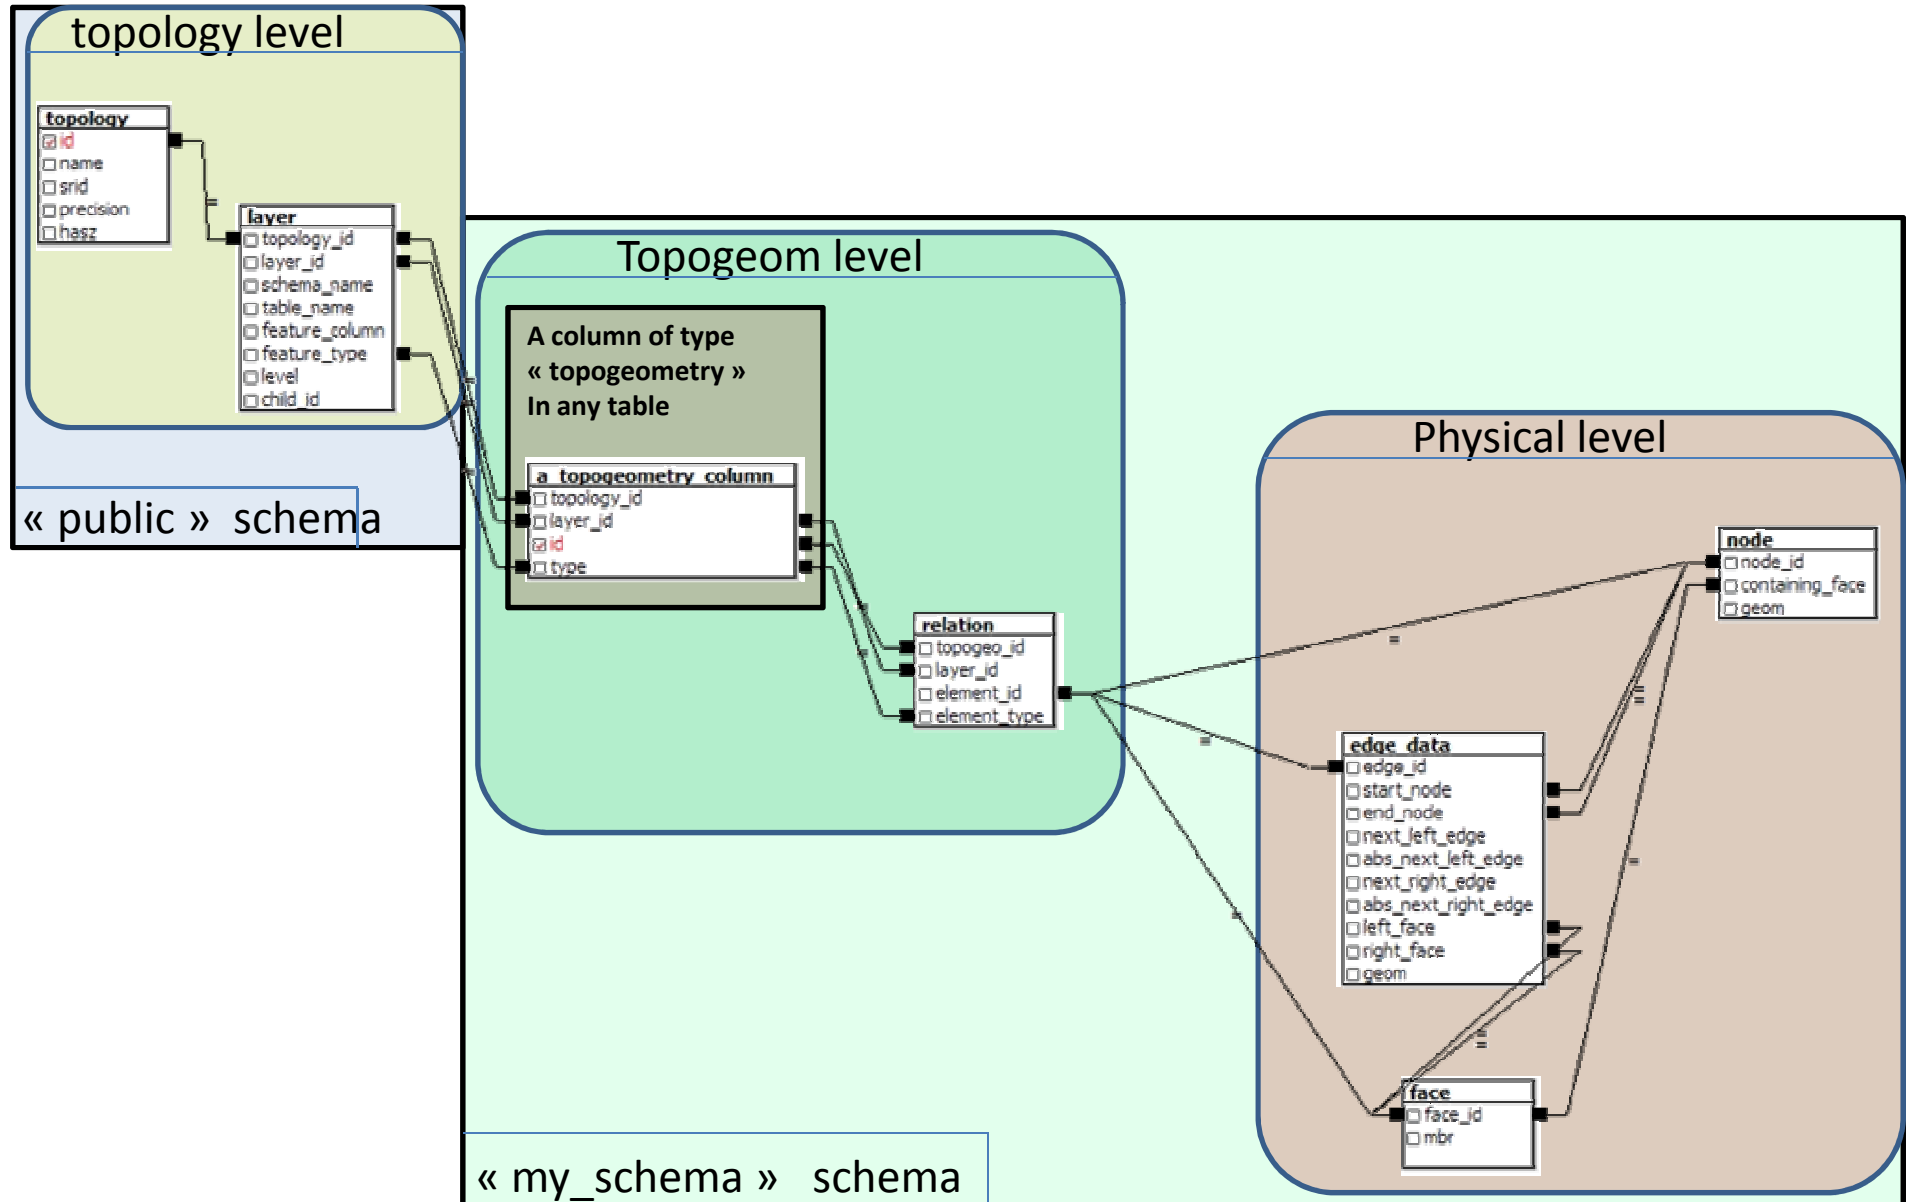 topology level
topology
id
name
srid
precision
hasz
layer
topology_id
layer_id
schema_name
table_name
feature_column
feature_type
level
child_id
« public »  schema
Topogeom level
A column of type
« topogeometry »
In any table
a_topogeometry_column
topology_id
layer_id
id
type
relation
topogeo_id
layer_id
element_id
element_type
Physical level
node
node_id
containing_face
geom
edge_data
edge_id
start_node
end_node
next_left_edge
abs_next_left_edge
next_right_edge
abs_next_right_edge
left_face
right_face
geom
face
face_id
mbr
« my_schema »   schema